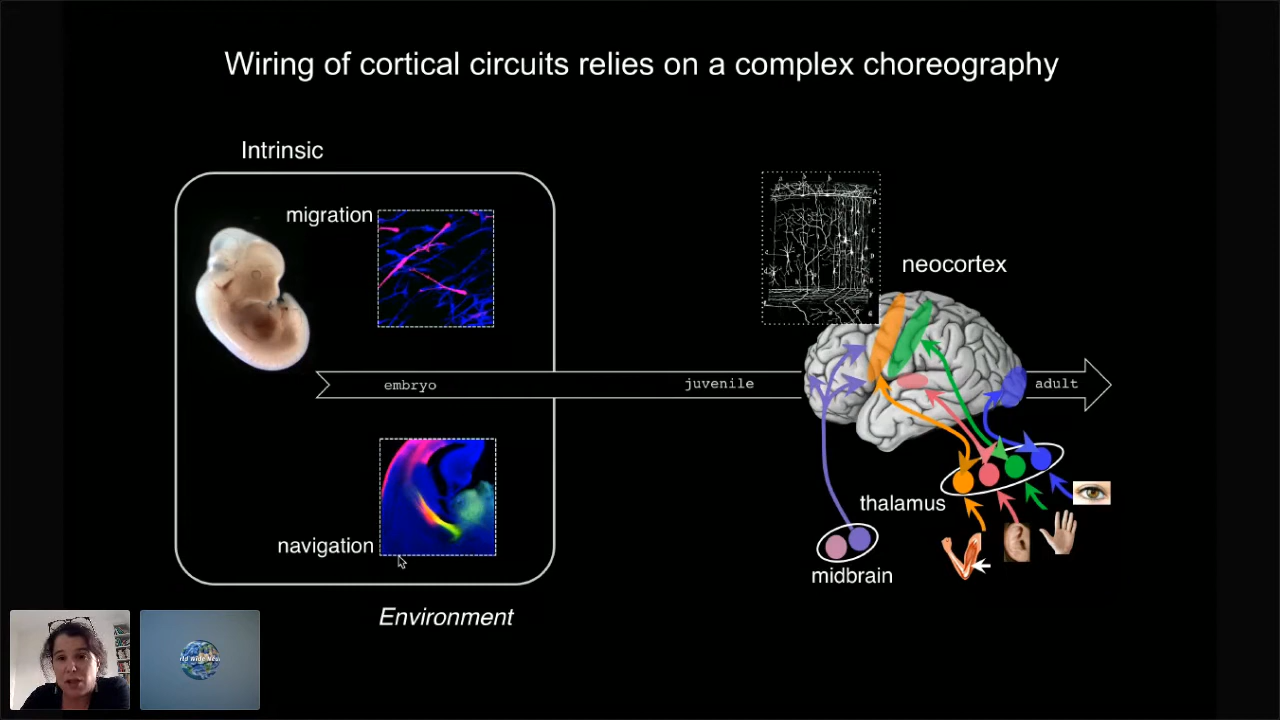 Wiring of cortical circuits relies on a complex choreography
Intrinsic
migration
neocortex
embryo
juvenile
adult
thalamus
navigation
midbrain
Environment